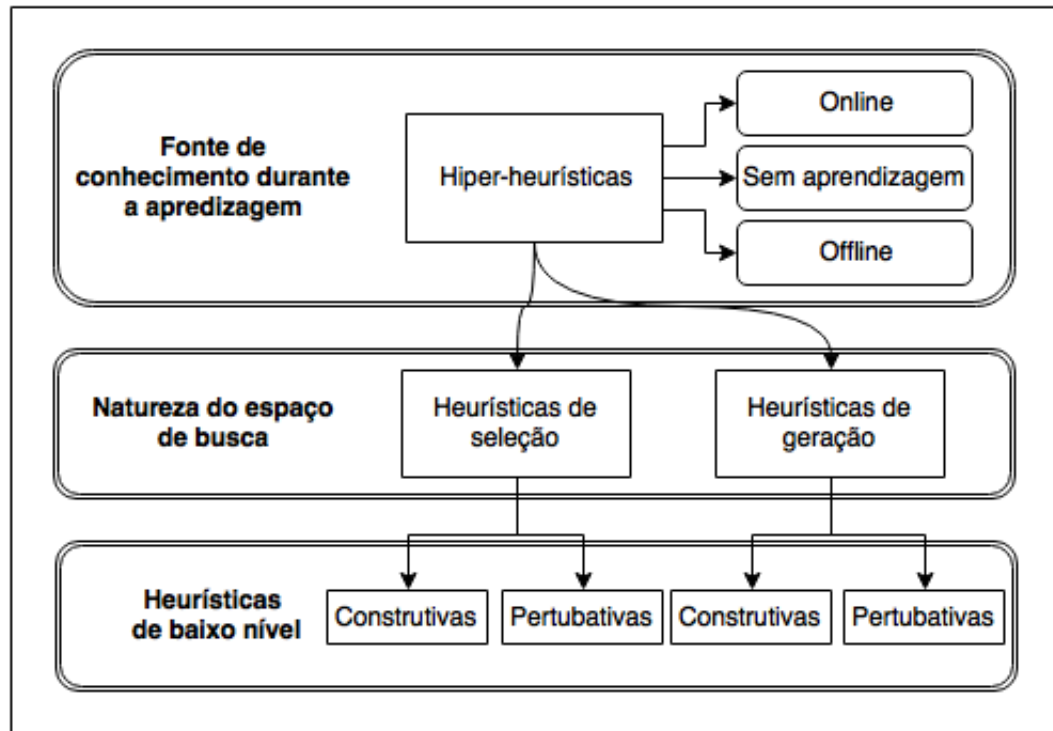 Fonte de
conhecimento durante
a apredizagem
Hiper-heurísticas
Online
Sem aprendizagem
Offline
Natureza do espaço
de busca
Heurísticas de
seleção
Heurísticas de
geração
Heurísticas
de baixo nível
Construtivas
Pertubativas
Construtivas
Pertubativas